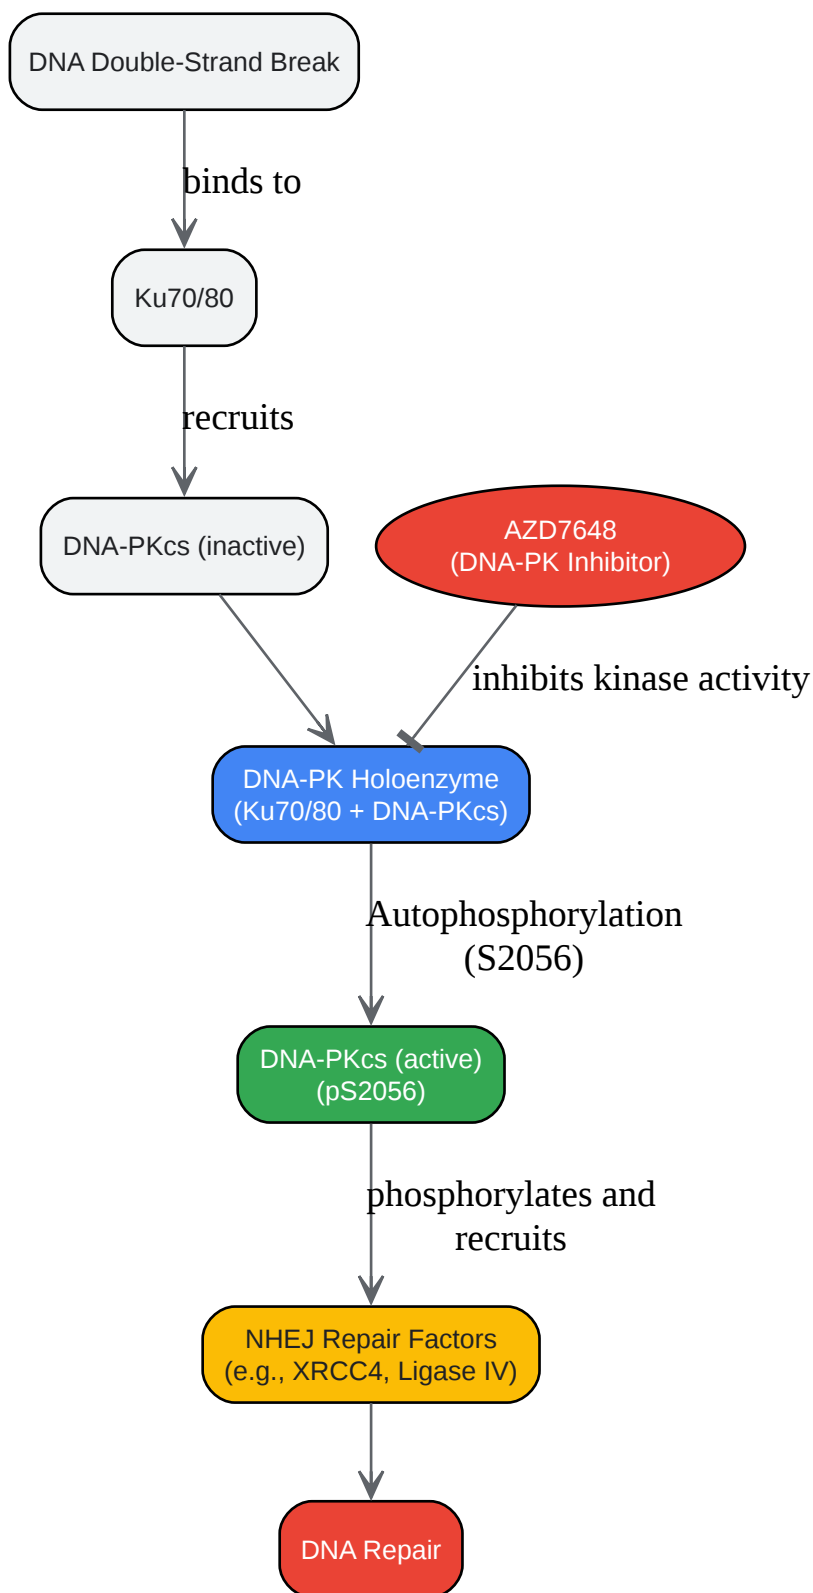 DNA Double-Strand Break
binds to
Ku70/80
recruits
DNA-PKcs (inactive)
AZD7648
(DNA-PK Inhibitor)
inhibits kinase activity
DNA-PK Holoenzyme
(Ku70/80 + DNA-PKcs)
Autophosphorylation
(S2056)
DNA-PKcs (active)
(pS2056)
phosphorylates and
recruits
NHEJ Repair Factors
(e.g., XRCC4, Ligase IV)
DNA Repair